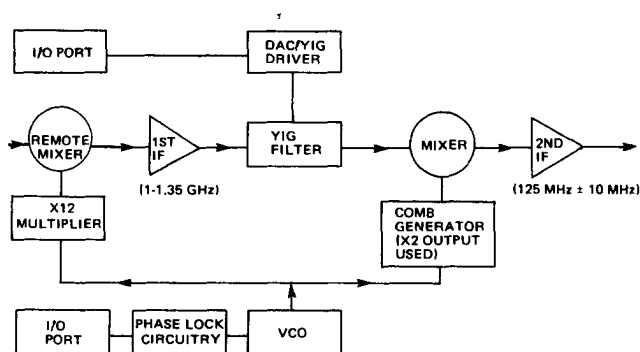 I/O PORT
DAC/YIG
DRIVER
REMOTE
MIXER
1ST
IF
(1-1.35 GHz)
YIG
FILTER
MIXER
2ND
IF
(125 MHz ± 10 MHz)
X12
MULTIPLIER
COMB
GENERATOR
(X2 OUTPUT
USED)
I/O
PORT
PHASE LOCK
CIRCUITRY
VCO